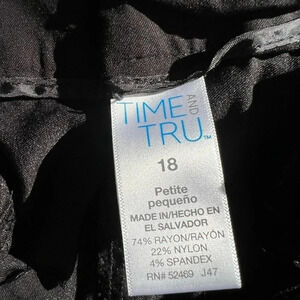 TIME AND
TRU™
18
Petite
pequeño
MADE IN/HECHO EN
EL SALVADOR
74% RAYON/RAYÓN
22% NYLON
4% SPANDEX
RN# 52469 J47